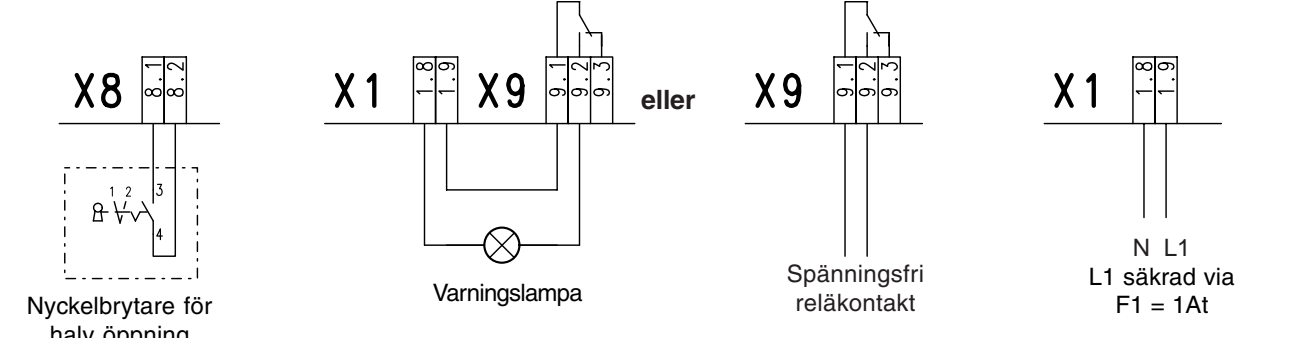 X8
8.1
8.2
1 2
3
4
Nyckelbrytare för
halv öppning
X1
1.8
1.9
X9
9.1
9.2
9.3
Varningslampa
eller
X9
9.1
9.2
9.3
Spänningsfri
reläkontakt
X1
1.8
1.9
N L1
L1 säkrad via
F1 = 1At